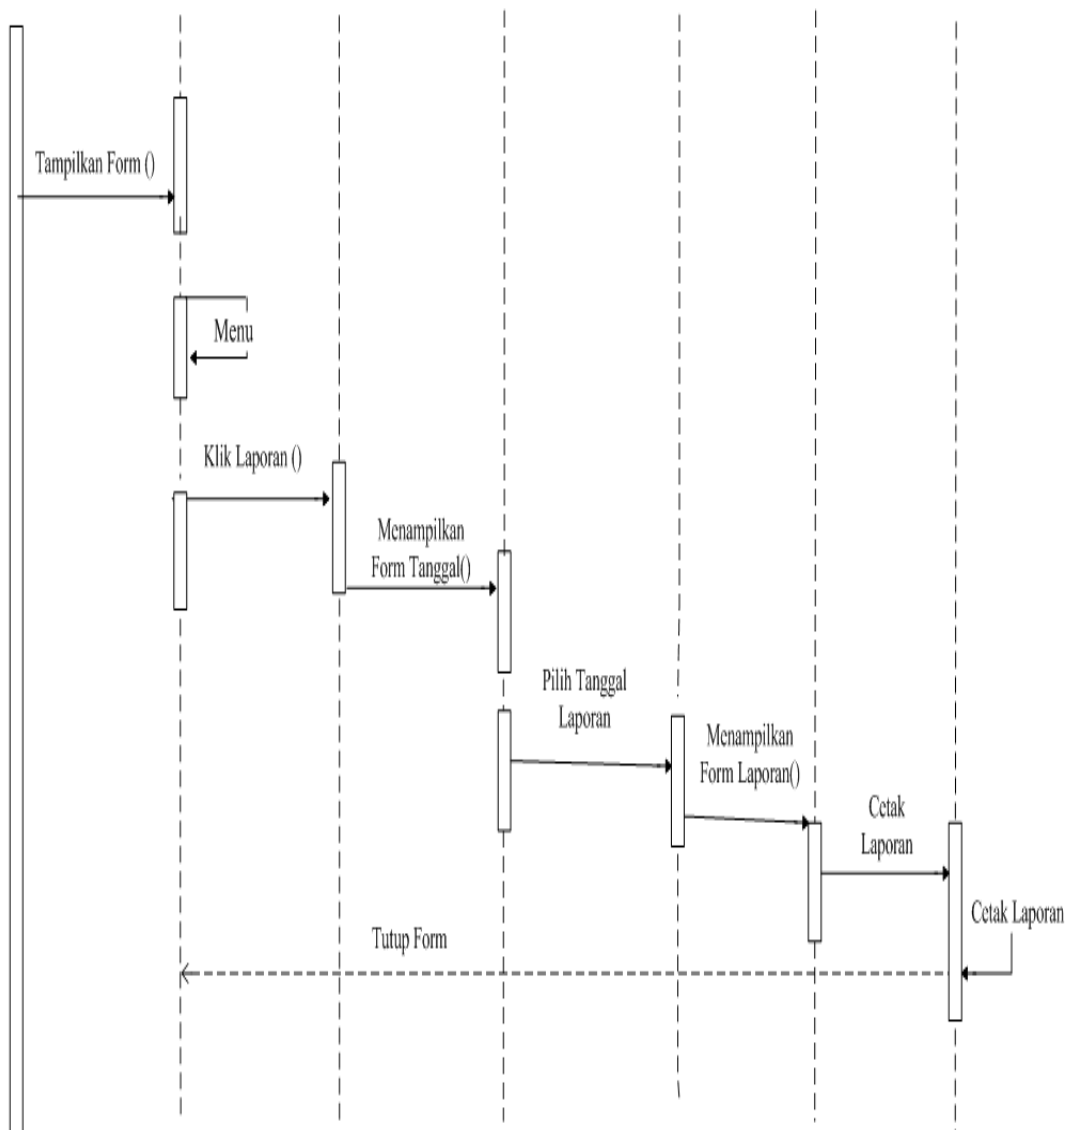 Tampilkan Form ()
Menu
Klik Laporan ()
Menampilkan
Form Tanggal()
Pilih Tanggal
Laporan
Menampilkan
Form Laporan()
Cetak
Laporan
Cetak Laporan
Tutup Form